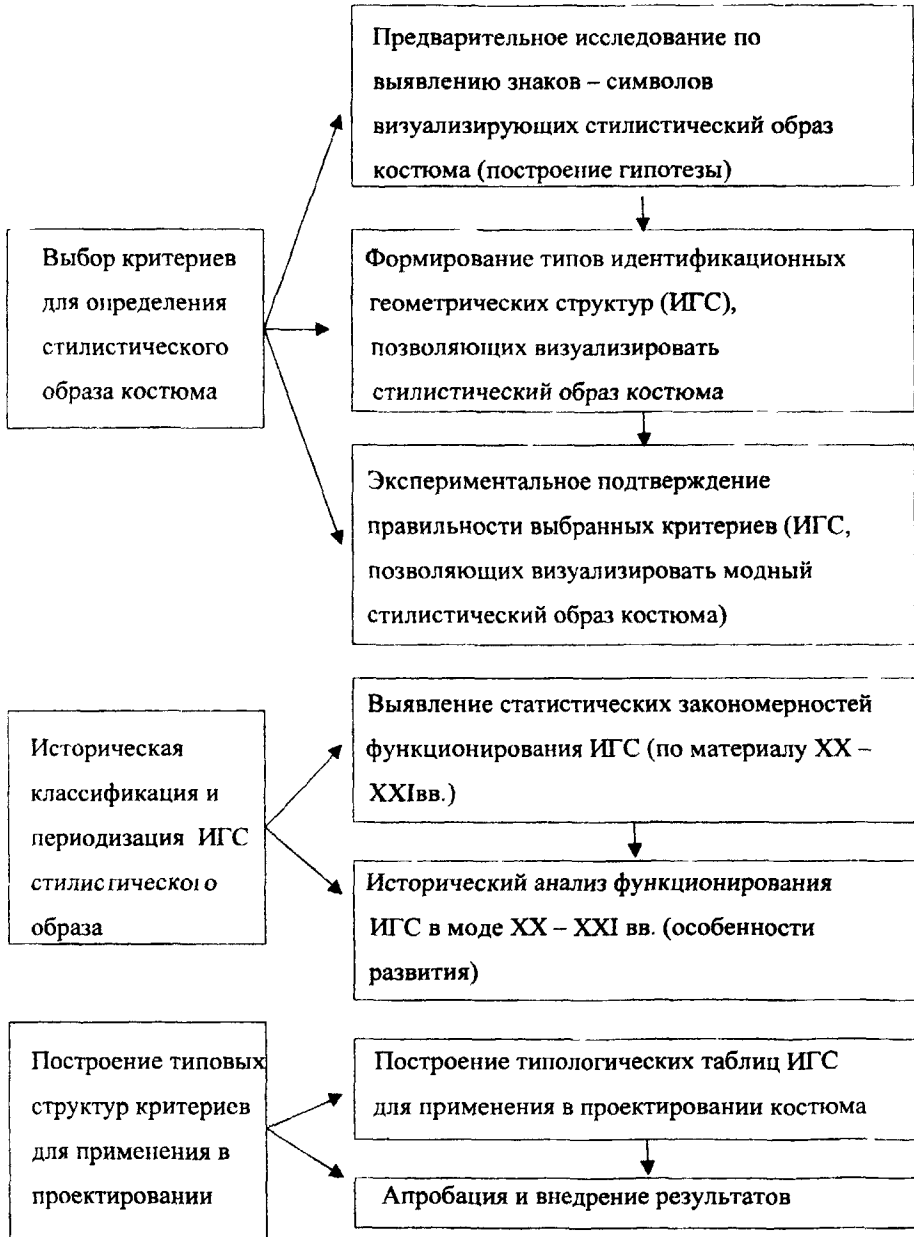 Предварительное исследование по
выявлению знаков – символов
визуализирующих стилистический образ
костюма (построение гипотезы)
Выбор критериев
для определения
стилистического
образа костюма
Формирование типов идентификационных
геометрических структур (ИГС),
позволяющих визуализировать
стилистический образ костюма
Экспериментальное подтверждение
правильности выбранных критериев (ИГС,
позволяющих визуализировать модный
стилистический образ костюма)
Историческая
классификация и
периодизация ИГС
стилистического
образа
Выявление статистических закономерностей
функционирования ИГС (по материалу XX –
XXIвв.)
Исторический анализ функционирования
ИГС в моде XX – XXI вв. (особенности
развития)
Построение типовых
структур критериев
для применения в
проектировании
Построение типологических таблиц ИГС
для применения в проектировании костюма
Апробация и внедрение результатов